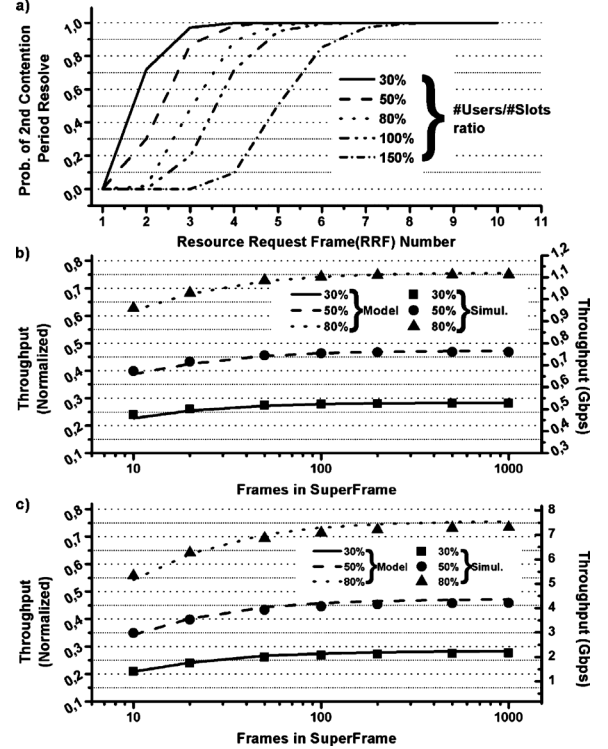 a)
Prob. of 2nd Contention
Period Resolve
1,0
0,8
0,6
0,4
0,2
0,0
30%
50%
80%
100%
150%
#Users/#Slots
ratio
1 2 3 4 5 6 7 8 9 10 11
Resource Request Frame(RRF) Number
b)
Throughput
(Normalized)
0,8
0,7
0,6
0,5
0,4
0,3
0,2
0,1
30%
50% Model
80%
30%
50% Simul.
80%
1,2
1,1
1,0
0,9
0,8
0,7
0,6
0,5
0,4
0,3
Throughput (Gbps)
10 100 1000
Frames in SuperFrame
c)
Throughput
(Normalized)
0,8
0,7
0,6
0,5
0,4
0,3
0,2
0,1
30%
50% Model
80%
30%
50% Simul.
80%
8
7
6
5
4
3
2
1
Throughput (Gbps)
10 100 1000
Frames in SuperFrame